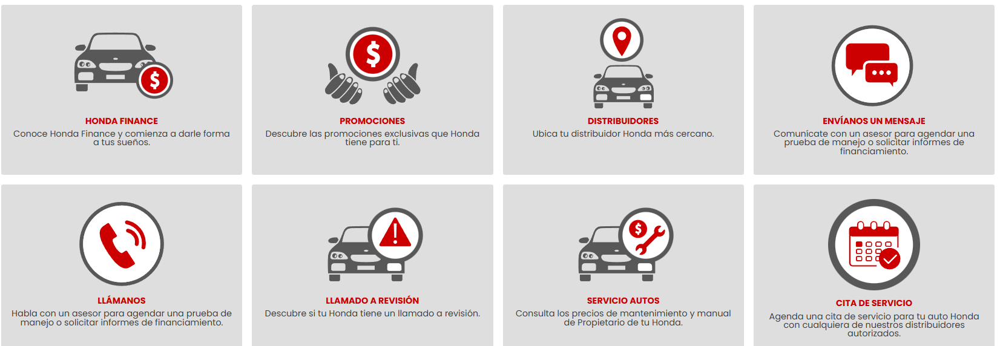 HONDA FINANCE
Conoce Honda Finance y comienza a darle forma
a tus sueños.
PROMOCIONES
Descubre las promociones exclusivas que Honda
tiene para ti.
DISTRIBUIDORES
Ubica tu distribuidor Honda más cercano.
ENVÍANOS UN MENSAJE
Comunícate con un asesor para agendar una
prueba de manejo o solicitar informes de
financiamiento.
LLÁMANOS
Habla con un asesor para agendar una prueba de
manejo o solicitar informes de financiamiento.
LLAMADO A REVISIÓN
Descubre si tu Honda tiene un llamado a revisión.
SERVICIO AUTOS
Consulta los precios de mantenimiento y manual
de Propietario de tu Honda.
CITA DE SERVICIO
Agenda una cita de servicio para tu auto Honda
con cualquiera de nuestros distribuidores
autorizados.